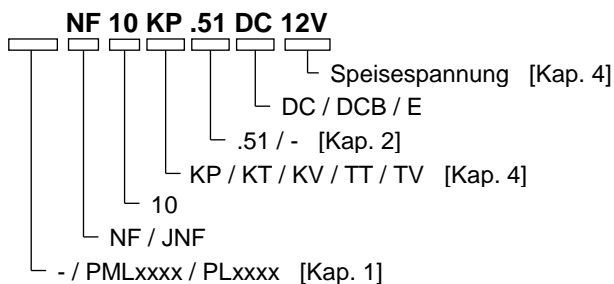 NF 10 KP .51 DC 12V
Speisespannung [Kap. 4]
DC / DCB / E
.51 / - [Kap. 2]
KP / KT / KV / TT / TV [Kap. 4]
10
NF / JNF
- / PMLxxxx / PLxxxx [Kap. 1]